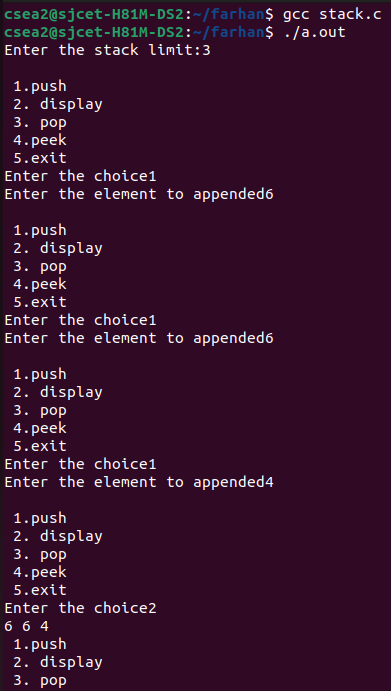 csea2@sjcet-H81M-DS2:~/farhan$ gcc stack.c
csea2@sjcet-H81M-DS2:~/farhan$ ./a.out
Enter the stack limit:3
1.push
2. display
3. pop
4.peek
5.exit
Enter the choice1
Enter the element to appended6
1.push
2. display
3. pop
4.peek
5.exit
Enter the choice1
Enter the element to appended6
1.push
2. display
3. pop
4.peek
5.exit
Enter the choice1
Enter the element to appended4
1.push
2. display
3. pop
4.peek
5.exit
Enter the choice2
6 6 4
1.push
2. display
3. pop